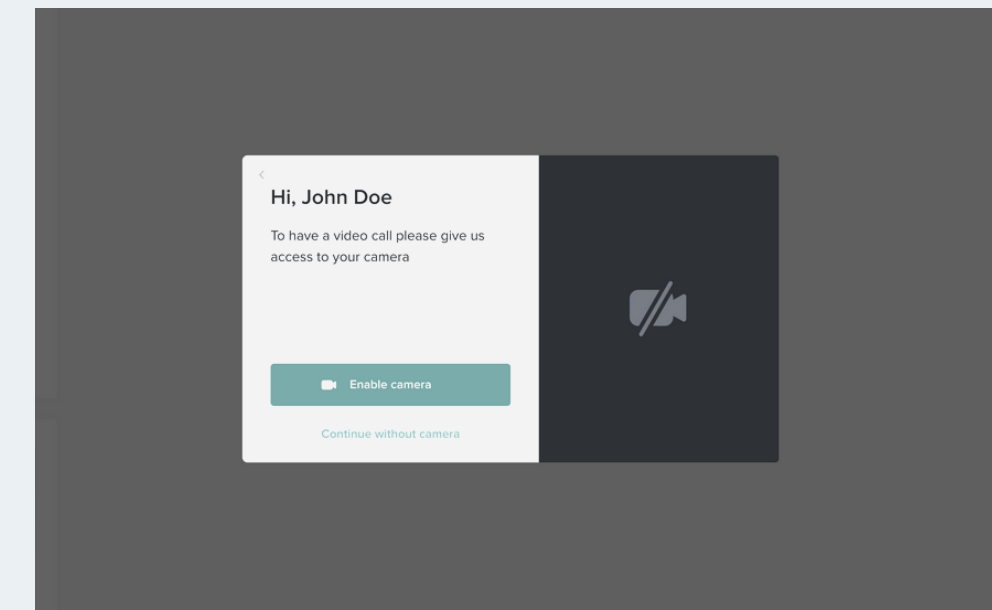 Hi, John Doe
To have a video call please give us
access to your camera
Enable camera
Continue without camera